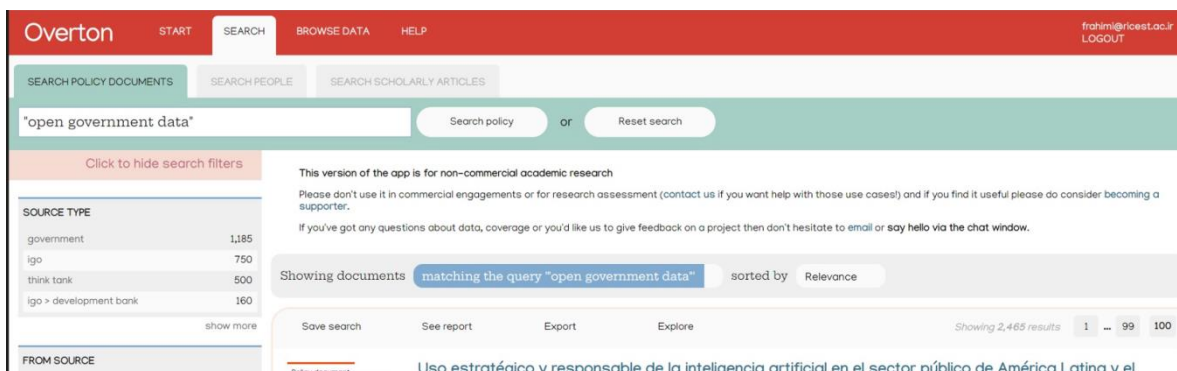 Overton
START
SEARCH
BROWSE DATA
HELP
frahimi@ricest.ac.ir
LOGOUT
SEARCH POLICY DOCUMENTS
SEARCH PEOPLE
SEARCH SCHOLARLY ARTICLES
"open government data"
Search policy
or
Reset search
Click to hide search filters
SOURCE TYPE
government 1,185
igo 750
think tank 500
igo > development bank 160
show more
FROM SOURCE
This version of the app is for non-commercial academic research
Please don't use it in commercial engagements or for research assessment (contact us if you want help with those use cases!) and if you find it useful please do consider becoming a
supporter.
If you've got any questions about data, coverage or you'd like us to give feedback on a project then don't hesitate to email or say hello via the chat window.
Showing documents matching the query "open government data" sorted by Relevance
Save search
See report
Export
Explore
Showing 2,465 results 1 ... 99 100
Uso estratégico y responsable de la inteligencia artificial en el sector público de América Latina y el